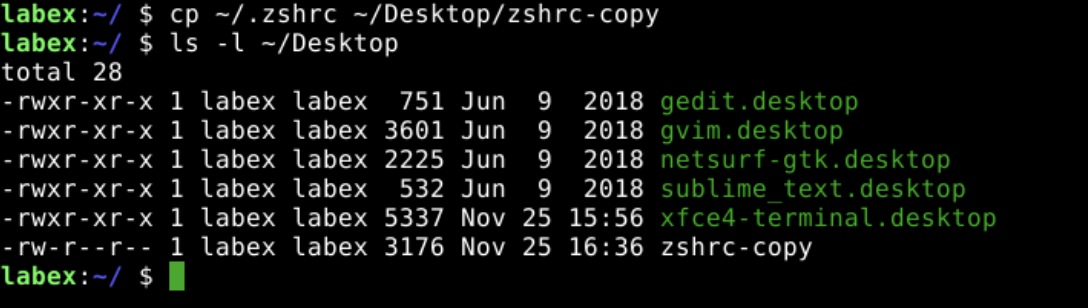 labex:~/ $ cp ~/.zshrc ~/Desktop/zshrc-copy
labex:~/ $ ls -l ~/Desktop
total 28
-rwxr-xr-x 1 labex labex  751 Jun  9  2018 gedit.desktop
-rwxr-xr-x 1 labex labex 3601 Jun  9  2018 gvim.desktop
-rwxr-xr-x 1 labex labex 2225 Jun  9  2018 netsurf-gtk.desktop
-rwxr-xr-x 1 labex labex  532 Jun  9  2018 sublime_text.desktop
-rwxr-xr-x 1 labex labex 5337 Nov 25 15:56 xfce4-terminal.desktop
-rw-r--r-- 1 labex labex 3176 Nov 25 16:36 zshrc-copy
labex:~/ $